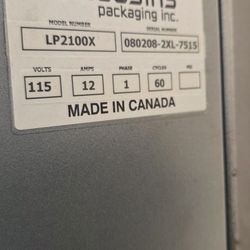 packaging inc.
MODEL NUMBER SERIAL NUMBER
LP2100X 080208-2XL-7515
VOLTS AMPS PHASE CYCLES PSI
115 12 1 60
MADE IN CANADA